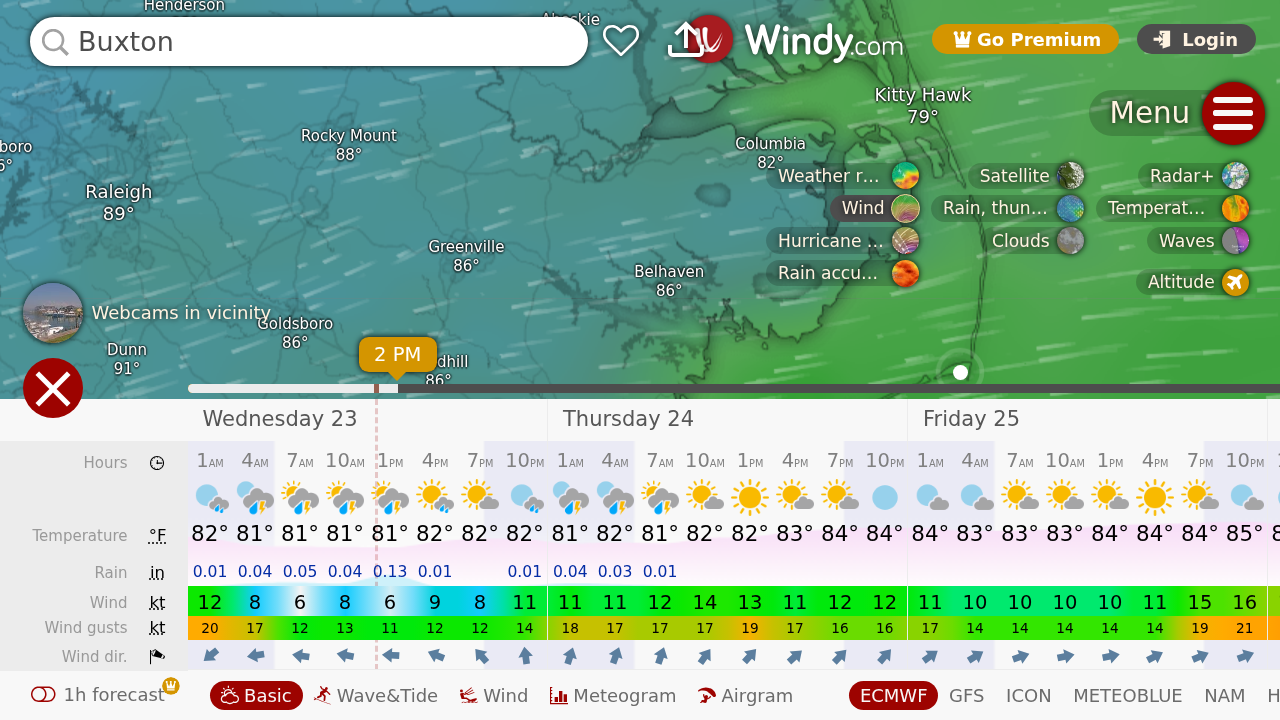 Henderson
Buxton
Windy.com
Go Premium
Login
Kitty Hawk
79°
Menu
Rocky Mount
88°
Columbia
82°
Weather r...
Satellite
Radar+
Raleigh
89°
Wind
Rain, thun...
Temperat...
Greenville
86°
Hurricane ...
Clouds
Waves
Belhaven
86°
Rain accu...
Altitude
Webcams in vicinity
Goldsboro
86°
Dunn
91°
2 PM
86°
Wednesday 23
Thursday 24
Friday 25
Hours 1AM 4AM 7AM 10AM 1PM 4PM 7PM 10PM 1AM 4AM 7AM 10AM 1PM 4PM 7PM 10PM 1AM 4AM 7AM 10AM 1PM 4PM 7PM 10PM
Temperature °F 82° 81° 81° 81° 81° 82° 82° 82° 81° 82° 81° 82° 82° 83° 84° 84° 84° 83° 83° 83° 84° 84° 84° 85°
Rain in 0.01 0.04 0.05 0.04 0.13 0.01 0.01 0.04 0.03 0.01
Wind kt 12 8 6 8 6 9 8 11 11 11 12 14 13 11 12 12 11 10 10 10 10 11 15 16
Wind gusts kt 20 17 12 13 11 12 12 14 18 17 17 17 19 17 16 16 17 14 14 14 14 14 19 21
Wind dir.
1h forecast
Basic
Wave&Tide
Wind
Meteogram
Airgram
ECMWF
GFS
ICON
METEOBLUE
NAM